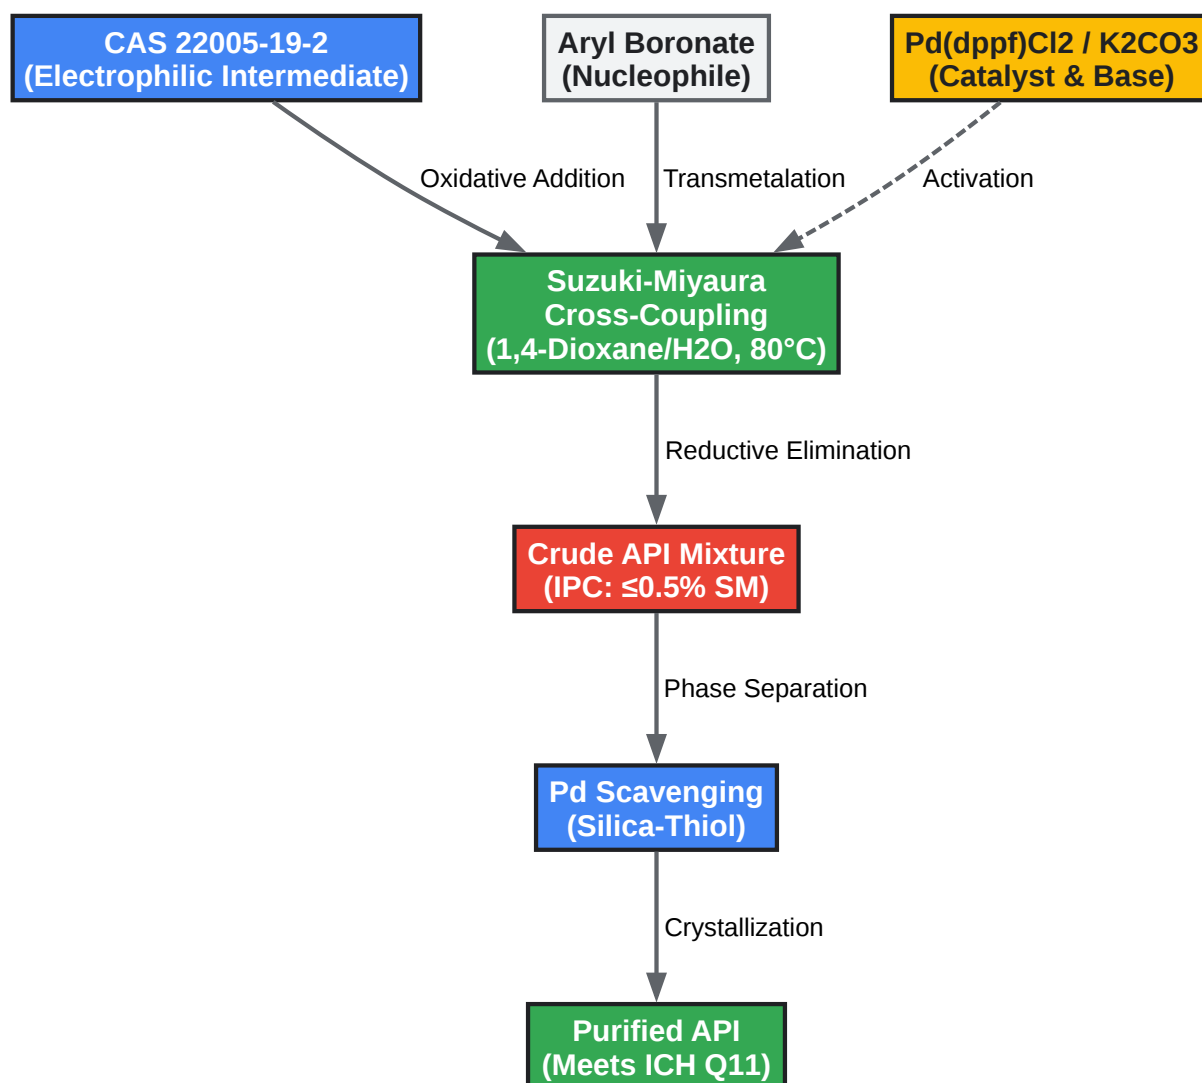 CAS 22005-19-2
(Electrophilic Intermediate)
Aryl Boronate
(Nucleophile)
Pd(dppf)Cl2 / K2CO3
(Catalyst & Base)
Oxidative Addition
Transmetalation
Activation
Suzuki-Miyaura
Cross-Coupling
(1,4-Dioxane/H2O, 80°C)
Reductive Elimination
Crude API Mixture
(IPC: ≤0.5% SM)
Phase Separation
Pd Scavenging
(Silica-Thiol)
Crystallization
Purified API
(Meets ICH Q11)